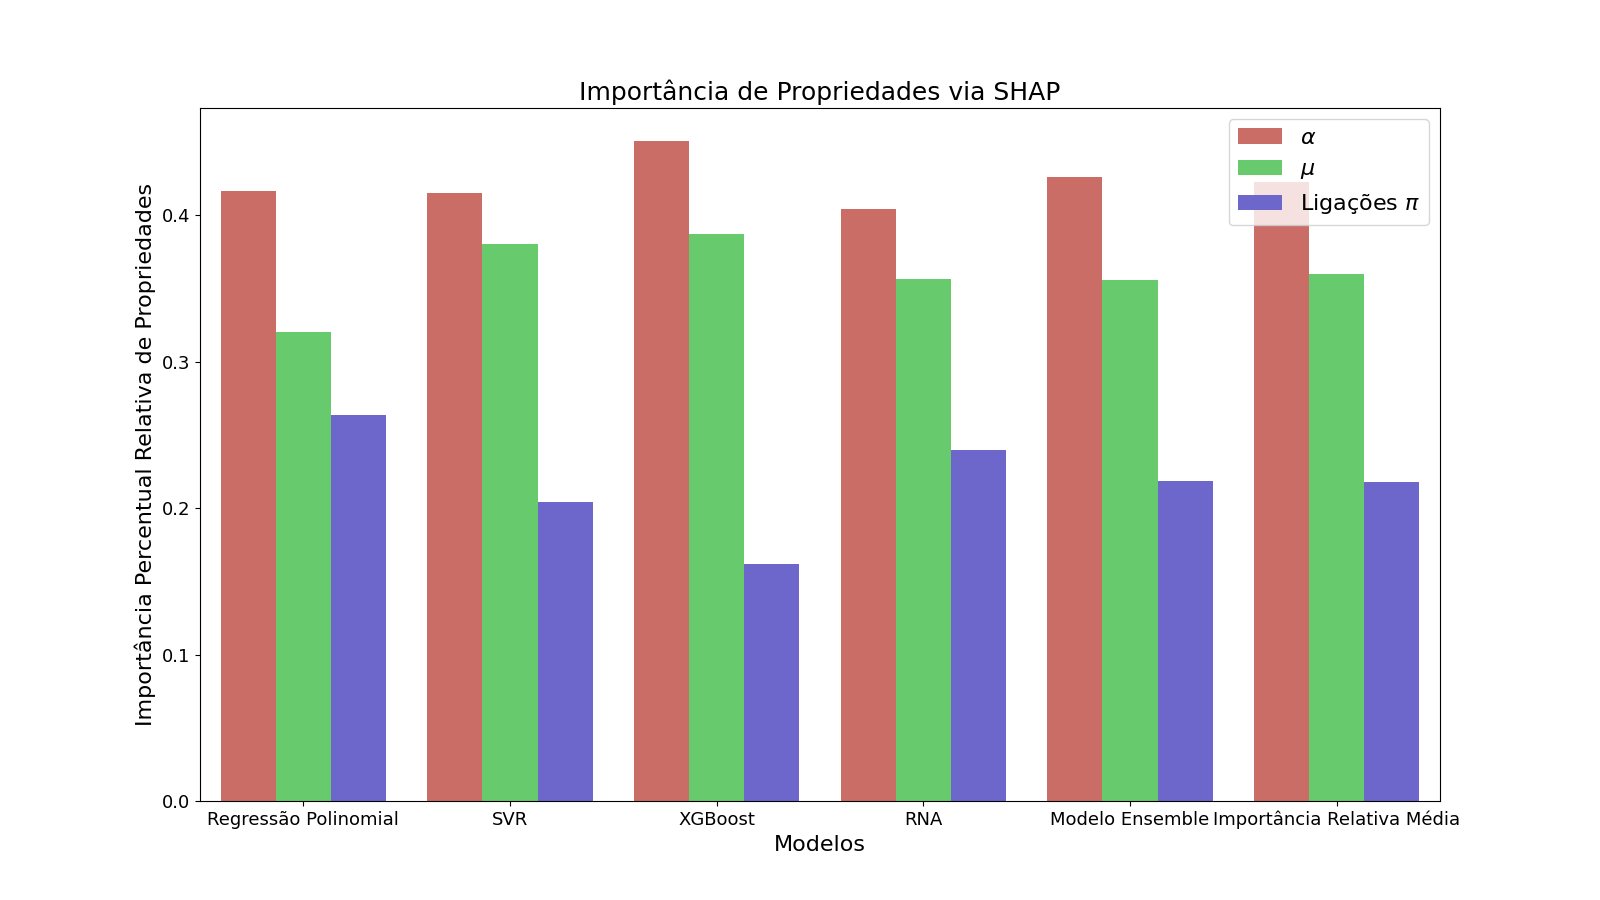 Importância de Propriedades via SHAP
α
μ
Ligações π
Importância Percentual Relativa de Propriedades
0.4
0.3
0.2
0.1
0.0
Regressão Polinomial SVR XGBoost RNA Modelo Ensemble Importância Relativa Média
Modelos